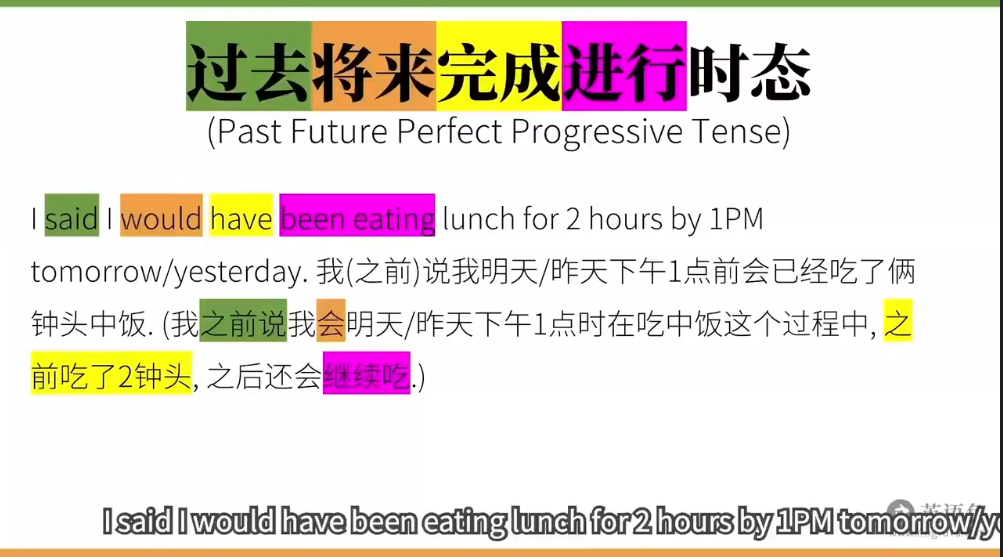 过去将来完成进行时态
(Past Future Perfect Progressive Tense)
I said I would have been eating lunch for 2 hours by 1PM
tomorrow/yesterday. 我(之前)说我明天/昨天下午1点前会已经吃了俩
钟头中饭. (我之前说我会明天/昨天下午1点时在吃中饭这个过程中, 之
前吃了2钟头, 之后还会继续吃.)
I said I would have been eating lunch for 2 hours by 1PM tomorrow/y